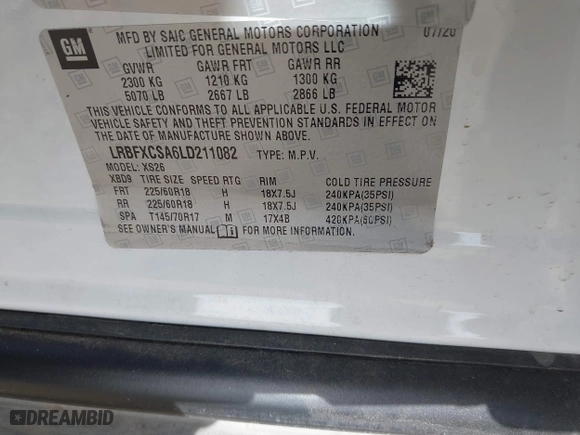 GM
MFD BY SAIC GENERAL MOTORS CORPORATION 07/20
LIMITED FOR GENERAL MOTORS LLC
GVWR GAWR FRT GAWR RR
2300 KG 1210 KG 1300 KG
5070 LB 2667 LB 2866 LB
THIS VEHICLE CONFORMS TO ALL APPLICABLE U.S. FEDERAL MOTOR
VEHICLE SAFETY AND THEFT PREVENTION STANDARDS IN EFFECT ON
THE DATE OF MANUFACTURE SHOWN ABOVE.
LRBFXCSA6LD211082 TYPE: M.P.V.
MODEL: XS26
XBD9 TIRE SIZE SPEED RTG RIM COLD TIRE PRESSURE
FRT 225/60R18 H 18X7.5J 240KPA(35PSI)
RR 225/60R18 H 18X7.5J 240KPA(35PSI)
SPA T145/70R17 M 17X4B 420KPA(60PSI)
SEE OWNER'S MANUAL FOR MORE INFORMATION.
DREAMBID